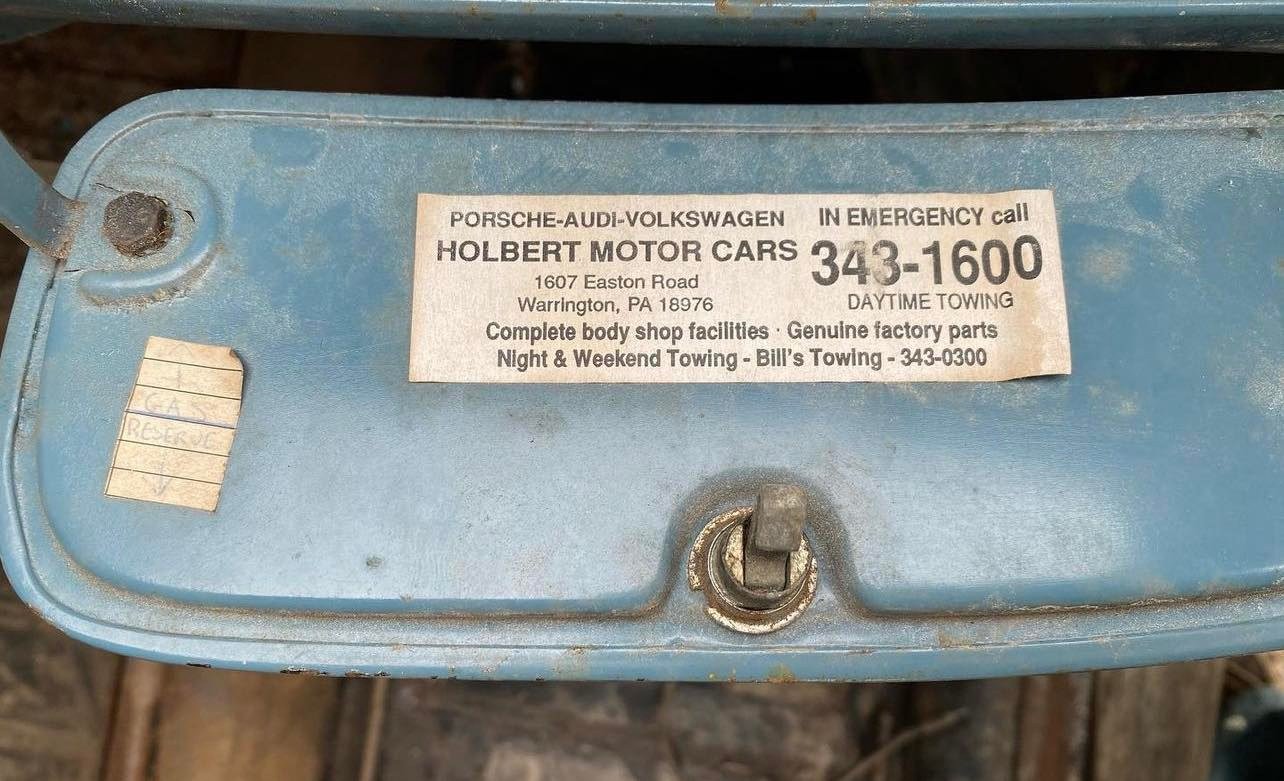 PORSCHE-AUDI-VOLKSWAGEN
HOLBERT MOTOR CARS
1607 Easton Road
Warrington, PA 18976
IN EMERGENCY call
343-1600
DAYTIME TOWING
Complete body shop facilities · Genuine factory parts
Night & Weekend Towing - Bill's Towing - 343-0300
GAS
RESERVE